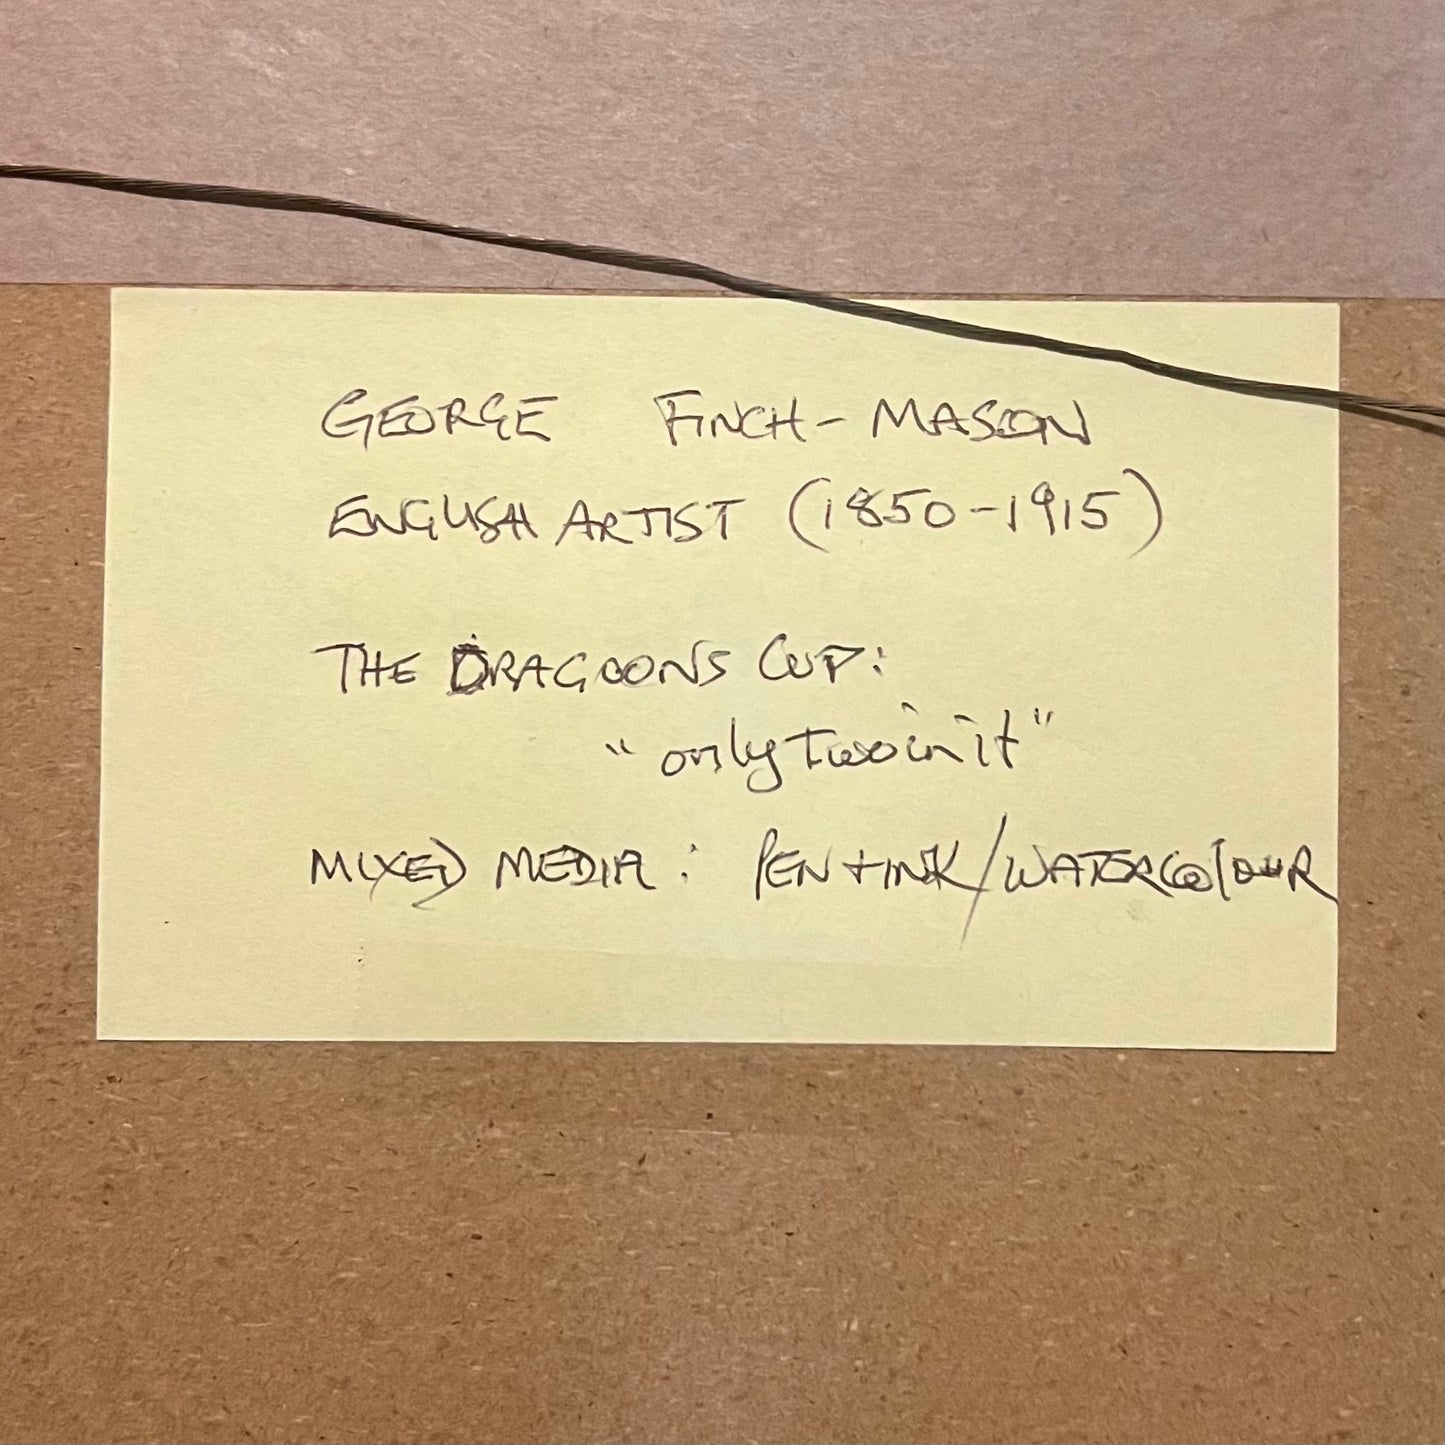 GEORGE FINCH-MASON
ENGLISH ARTIST (1850-1915)
THE DRAGOONS CUP:
"only two in it"
MIXED MEDIA: PEN + INK/WATERCOLOUR